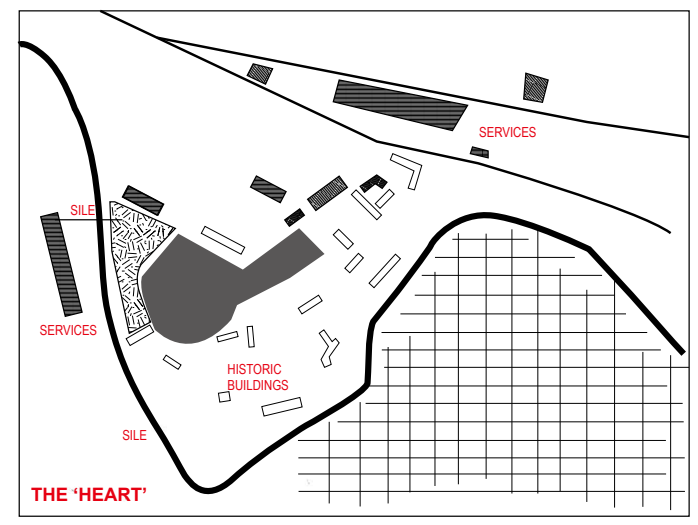 SERVICES
SILE
SERVICES
HISTORIC
BUILDINGS
SILE
THE ‘HEART’